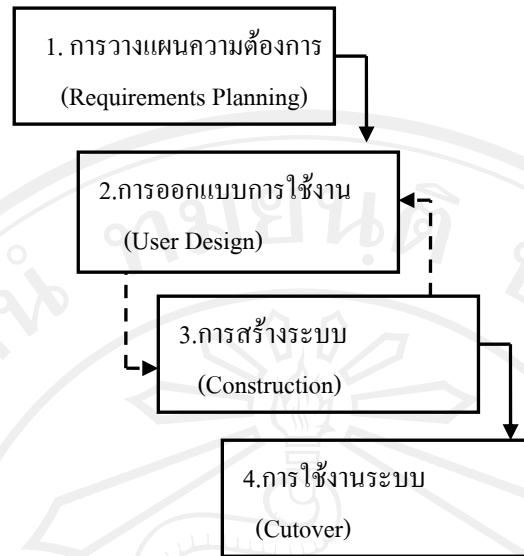 1. การวางแผนความต้องการ
(Requirements Planning)
2.การออกแบบการใช้งาน
(User Design)
3.การสร้างระบบ
(Construction)
4.การใช้งานระบบ
(Cutover)